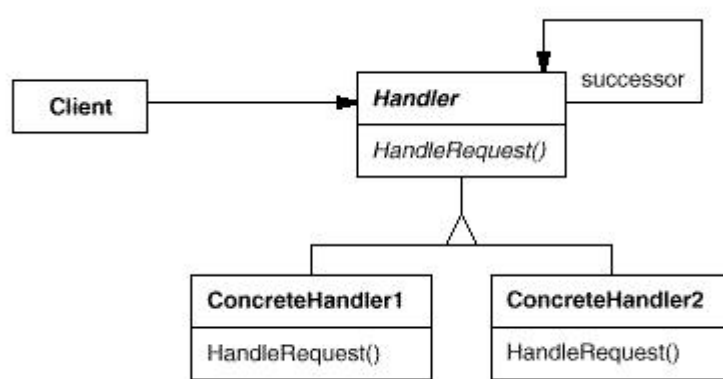 successor
Client
Handler
HandleRequest()
ConcreteHandler1
ConcreteHandler2
HandleRequest()
HandleRequest()